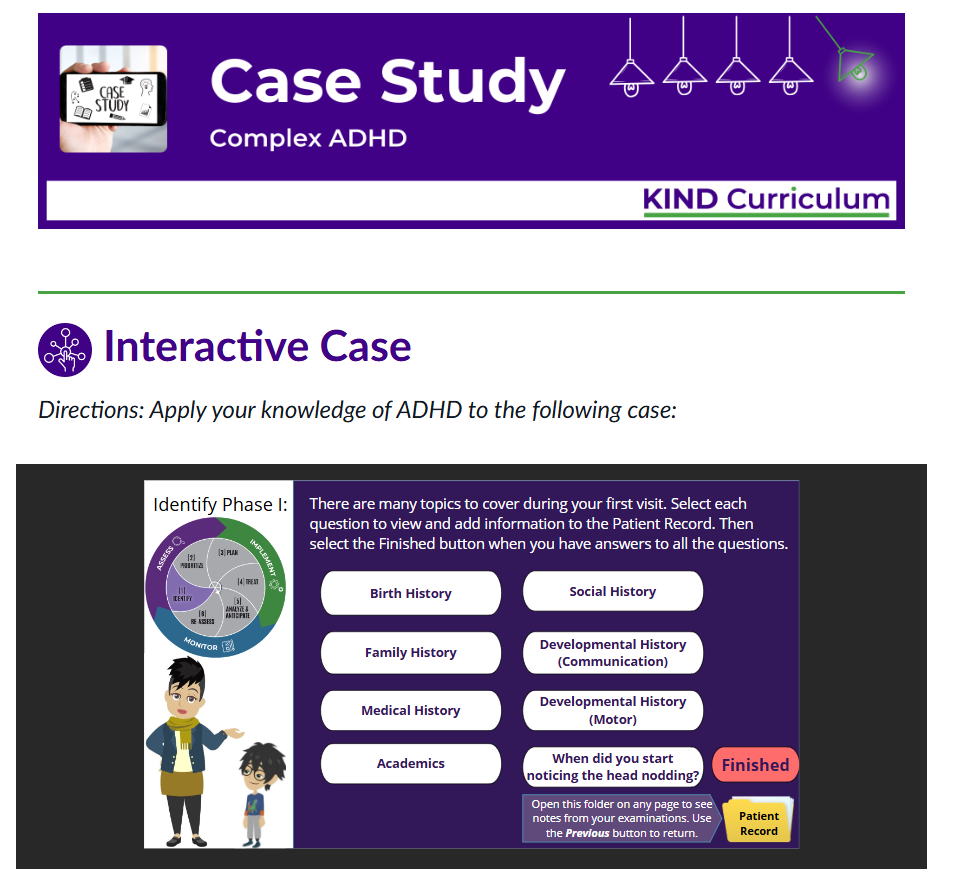 CASE
STUDY
Case Study
Complex ADHD
KIND Curriculum
Interactive Case
Directions: Apply your knowledge of ADHD to the following case:
Identify Phase I:
ASSESS
IMPLEMENT
MONITOR
[1]
IDENTIFY
[2]
PRIORITIZE
[3] PLAN
[4] TREAT
[5]
ANALYZE &
ANTICIPATE
[6]
RE-ASSESS
There are many topics to cover during your first visit. Select each
question to view and add information to the Patient Record. Then
select the Finished button when you have answers to all the questions.
Birth History
Social History
Family History
Developmental History
(Communication)
Medical History
Developmental History
(Motor)
Academics
When did you start
noticing the head nodding?
Finished
Open this folder on any page to see
notes from your examinations. Use
the Previous button to return.
Patient
Record